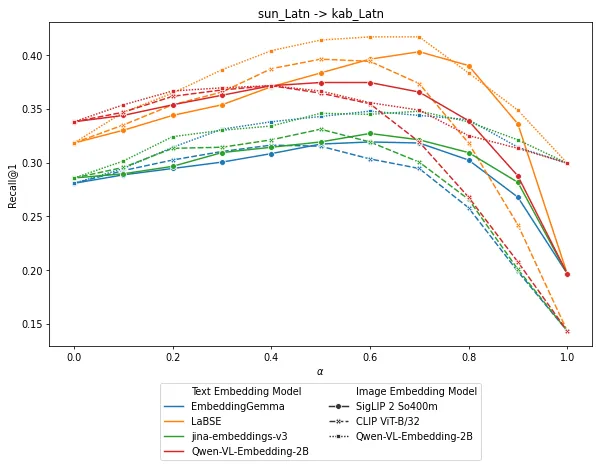 sun_Latn -> kab_Latn
Recall@1
0.40
0.35
0.30
0.25
0.20
0.15
0.0 0.2 0.4 0.6 0.8 1.0
α
Text Embedding Model Image Embedding Model
EmbeddingGemma SigLIP 2 So400m
LaBSE CLIP ViT-B/32
jina-embeddings-v3 Qwen-VL-Embedding-2B
Qwen-VL-Embedding-2B